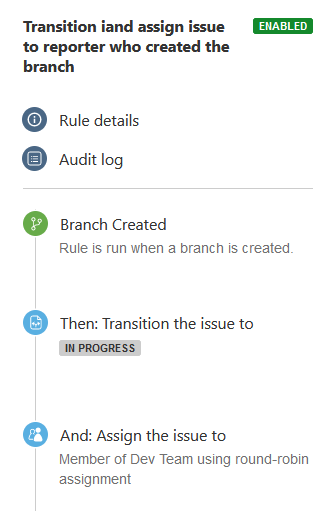 Transition iand assign issue
to reporter who created the
branch
ENABLED
Rule details
Audit log
Branch Created
Rule is run when a branch is created.
Then: Transition the issue to
IN PROGRESS
And: Assign the issue to
Member of Dev Team using round-robin
assignment